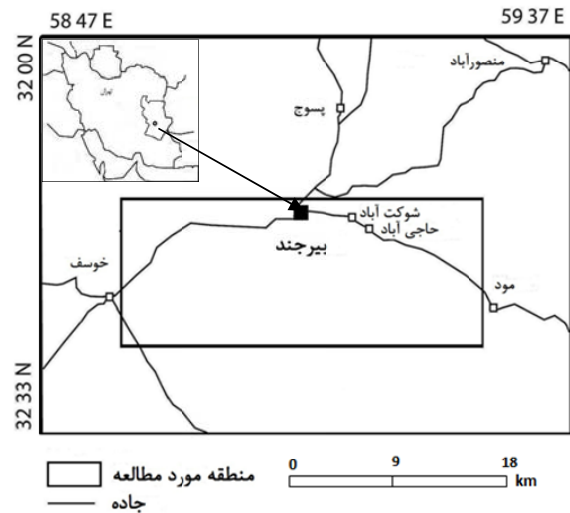 58 47 E
59 37 E
32 00 N
تهران
منصورآباد
پسوج
شوکت آباد
حاجی آباد
بیرجند
خوسف
مود
32 33 N
منطقه مورد مطالعه
جاده
0 9 18
km